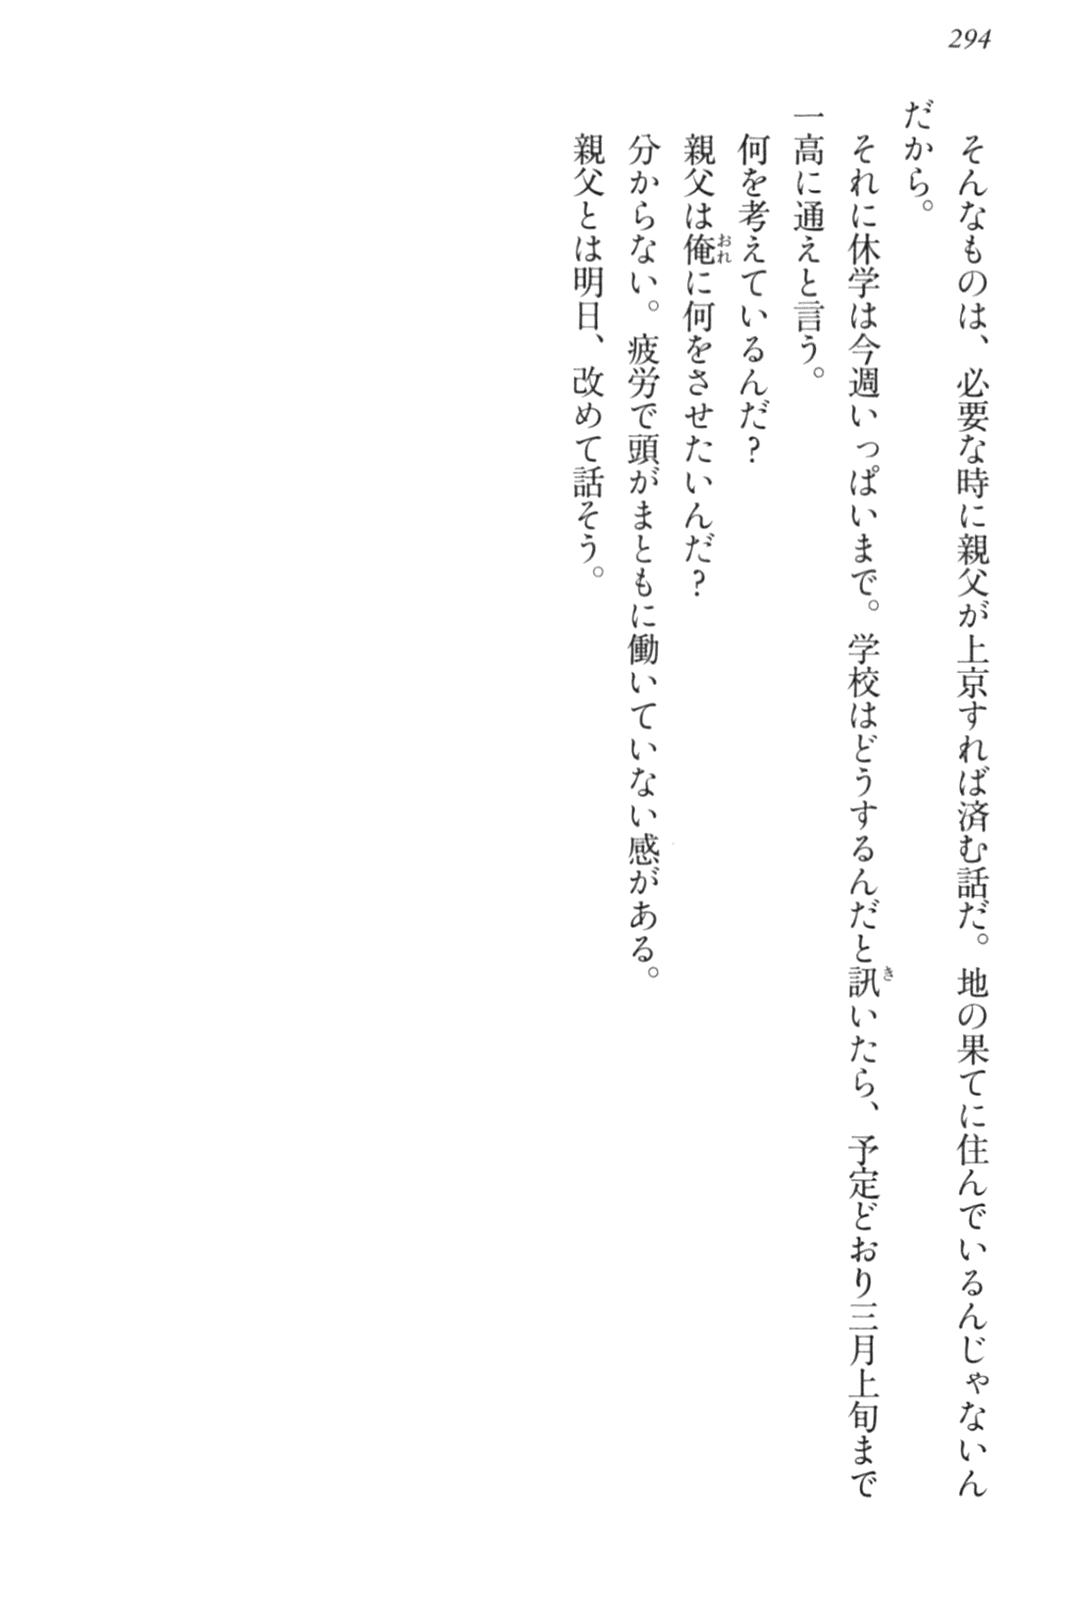 294
そんなものは、必要な時に親父が上京すれば済む話だ。地の果てに住んでいるんじゃないん
だから。
それに休学は今週いっぱいまで。学校はどうするんだと訊いたら、予定どおり三月上旬まで
一高に通えと言う。
何を考えているんだ？
親父は俺に何をさせたいんだ？
分からない。疲労で頭がまともに働いていない感がある。
親父とは明日、改めて話そう。